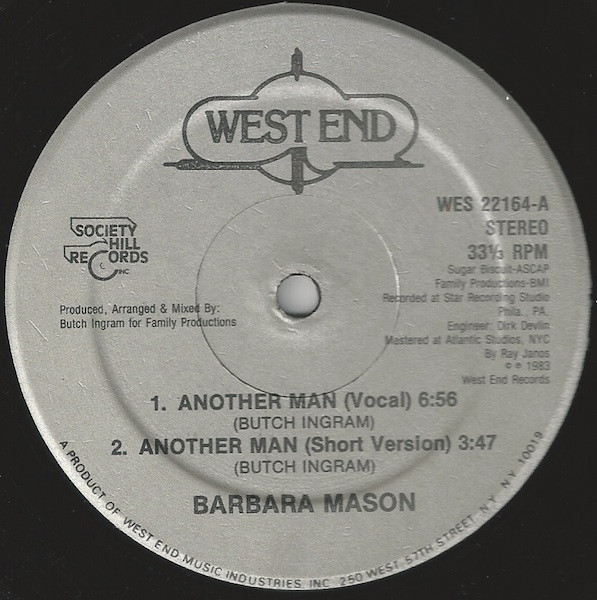 WEST END
WES 22164-A
STEREO
33⅓ RPM
SOCIETY
HILL
RECORDS
INC
Sugar Biscuit-ASCAP
Family Productions-BMI
Recorded at Star Recording Studio
Phila., PA.
Engineer: Dirk Devlin
Mastered at Atlantic Studios, NYC
By Ray Janos
© ℗ 1983
West End Records
Produced, Arranged & Mixed By:
Butch Ingram for Family Productions
1. ANOTHER MAN (Vocal) 6:56
(BUTCH INGRAM)
2. ANOTHER MAN (Short Version) 3:47
(BUTCH INGRAM)
BARBARA MASON
A PRODUCT OF WEST END MUSIC INDUSTRIES, INC. 250 WEST 57TH STREET, N.Y. N.Y. 10019